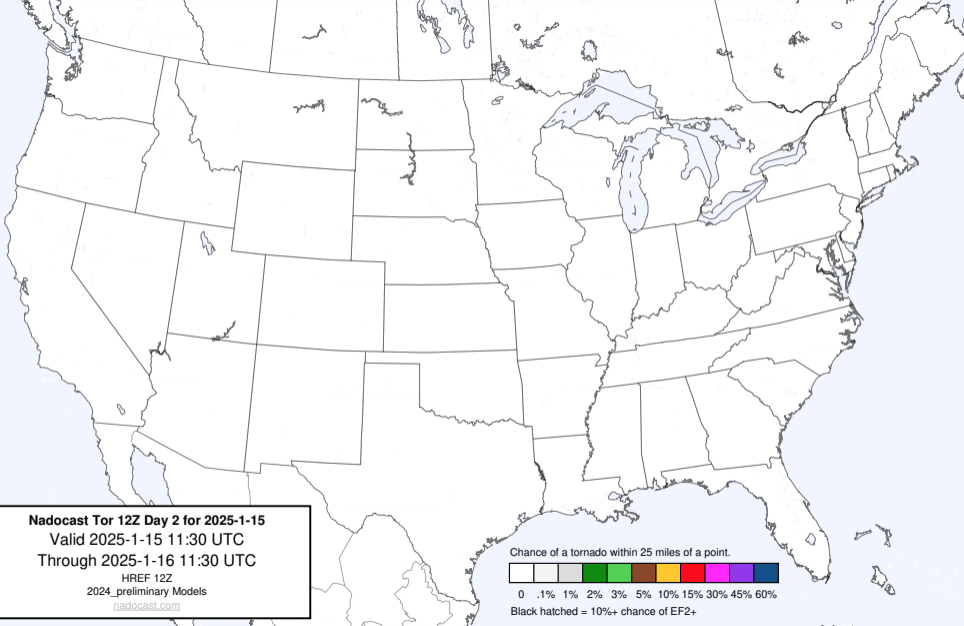 Nadocast Tor 12Z Day 2 for 2025-1-15
Valid 2025-1-15 11:30 UTC
Through 2025-1-16 11:30 UTC
HREF 12Z
2024_preliminary Models
nadocast.com
Chance of a tornado within 25 miles of a point.
0 .1% 1% 2% 3% 5% 10% 15% 30% 45% 60%
Black hatched = 10%+ chance of EF2+